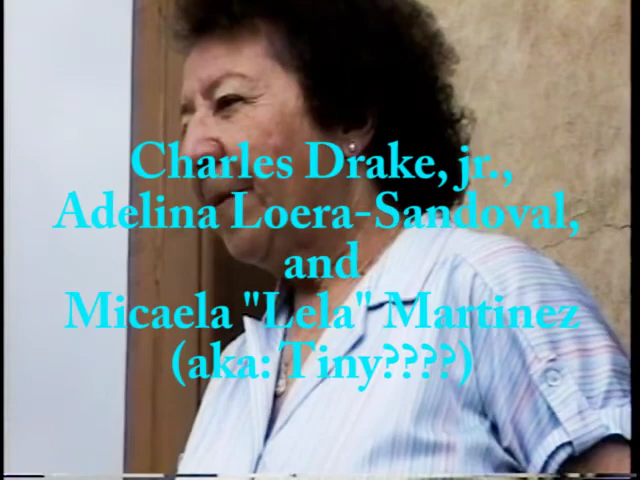 Charles Drake, jr.,
Adelina Loera-Sandoval,
and
Micaela "Lela" Martinez
(aka: Tiny????)